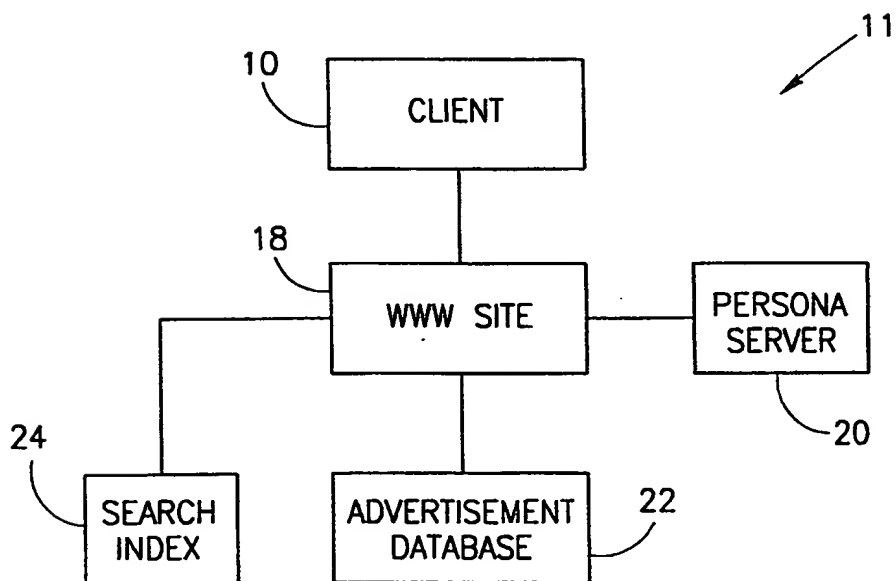 11
10
CLIENT
18
WWW SITE
PERSONA
SERVER
20
24
SEARCH
INDEX
ADVERTISEMENT
DATABASE
22